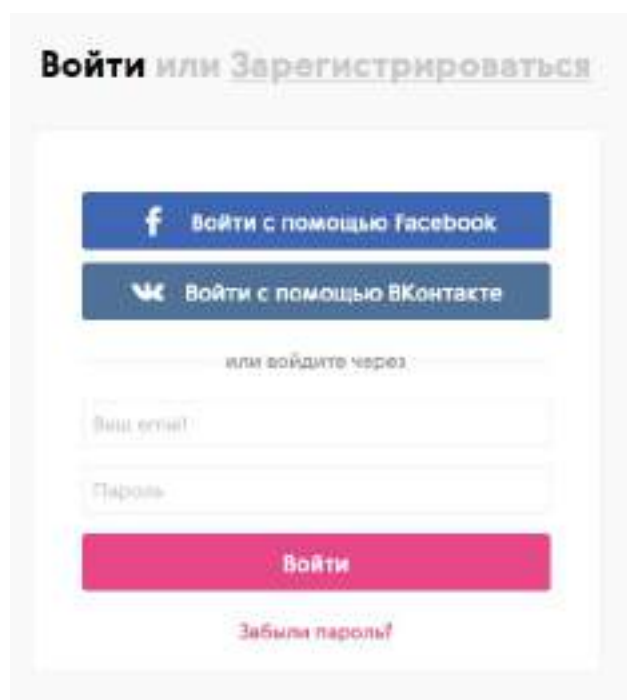 Войти или Зарегистрироваться
Войти с помощью Facebook
Войти с помощью ВКонтакте
или войдите через
Ваш email
Пароль
Войти
Забыли пароль?